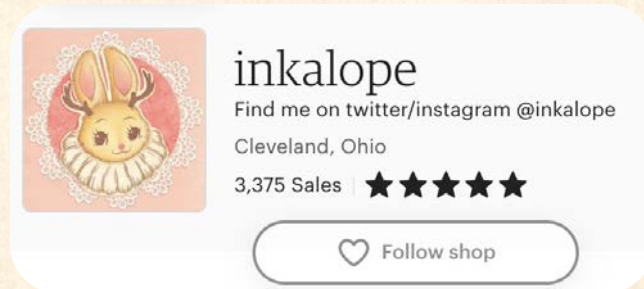 inkalope
Find me on twitter/instagram @inkalope
Cleveland, Ohio
3,375 Sales
Follow shop